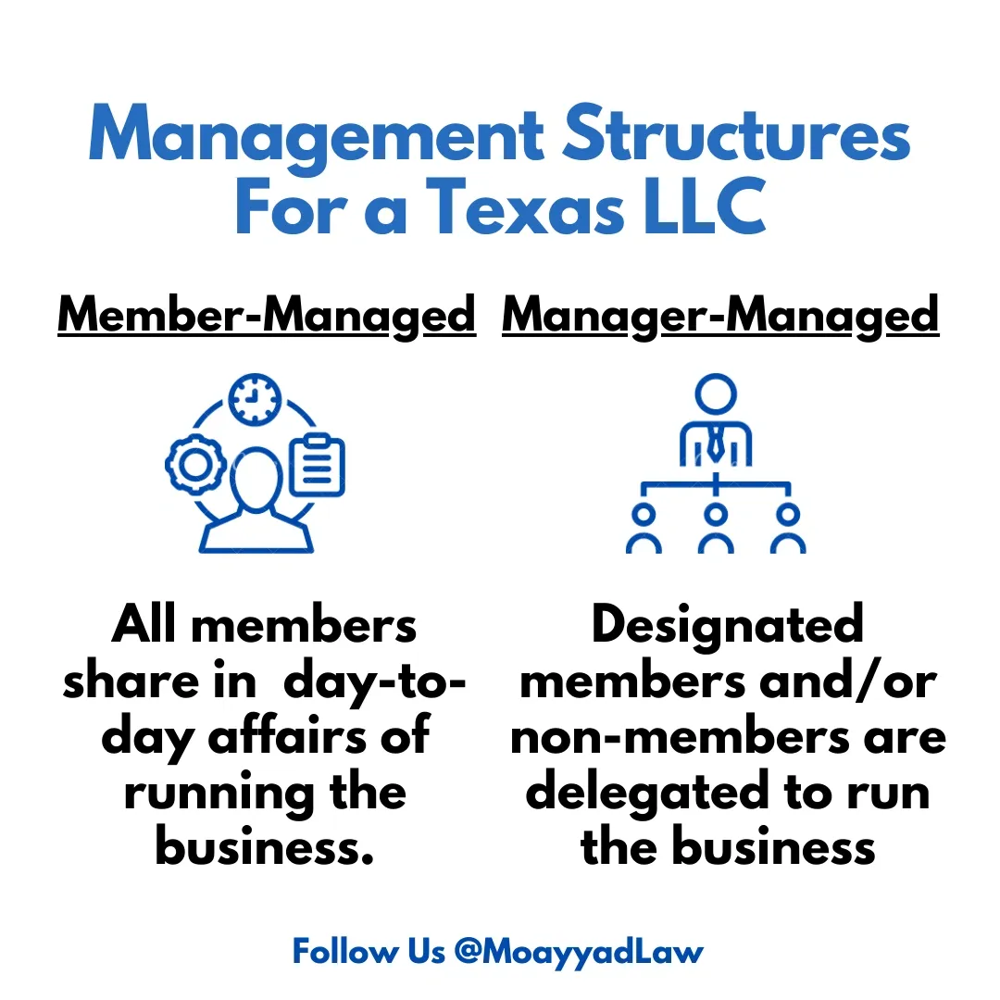 Management Structures
For a Texas LLC
Member-Managed
All members
share in  day-to-
day affairs of
running the
business.
Manager-Managed
Designated
members and/or
non-members are
delegated to run
the business
Follow Us @MoayyadLaw